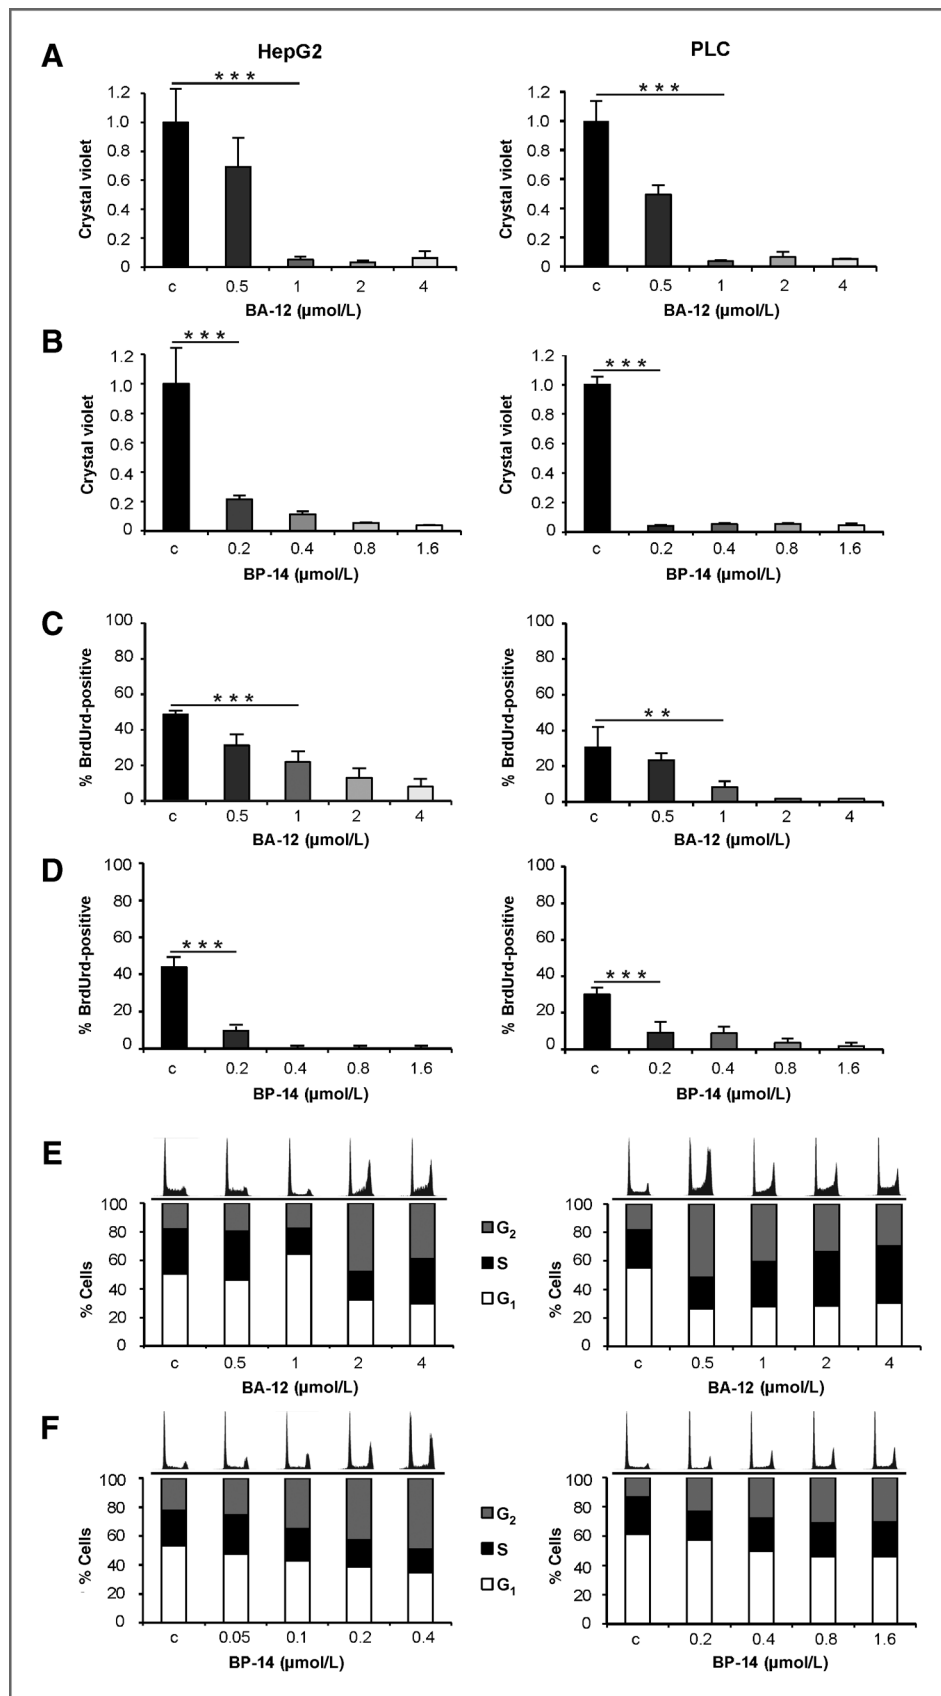 HepG2 PLC
A
* * * * * *
1.2 1.2
1.0 1.0
0.8 0.8
0.6 0.6
0.4 0.4
0.2 0.2
0 0
Crystal violet Crystal violet
c 0.5 1 2 4 c 0.5 1 2 4
BA-12 (µmol/L) BA-12 (µmol/L)
B
* * * * * *
1.2 1.2
1.0 1.0
0.8 0.8
0.6 0.6
0.4 0.4
0.2 0.2
0 0
Crystal violet Crystal violet
c 0.2 0.4 0.8 1.6 c 0.2 0.4 0.8 1.6
BP-14 (µmol/L) BP-14 (µmol/L)
C
100 100
80 80
60 60
40 40
20 20
0 0
* * * * *
% BrdUrd-positive % BrdUrd-positive
c 0.5 1 2 4 c 0.5 1 2 4
BA-12 (µmol/L) BA-12 (µmol/L)
D
100 100
80 80
60 60
40 40
20 20
0 0
* * * * * *
% BrdUrd-positive % BrdUrd-positive
c 0.2 0.4 0.8 1.6 c 0.2 0.4 0.8 1.6
BP-14 (µmol/L) BP-14 (µmol/L)
E
100 100
80 80
60 60
40 40
20 20
0 0
% Cells % Cells
G2
S
G1
c 0.5 1 2 4 c 0.5 1 2 4
BA-12 (µmol/L) BA-12 (µmol/L)
F
100 100
80 80
60 60
40 40
20 20
0 0
% Cells % Cells
G2
S
G1
c 0.05 0.1 0.2 0.4 c 0.2 0.4 0.8 1.6
BP-14 (µmol/L) BP-14 (µmol/L)